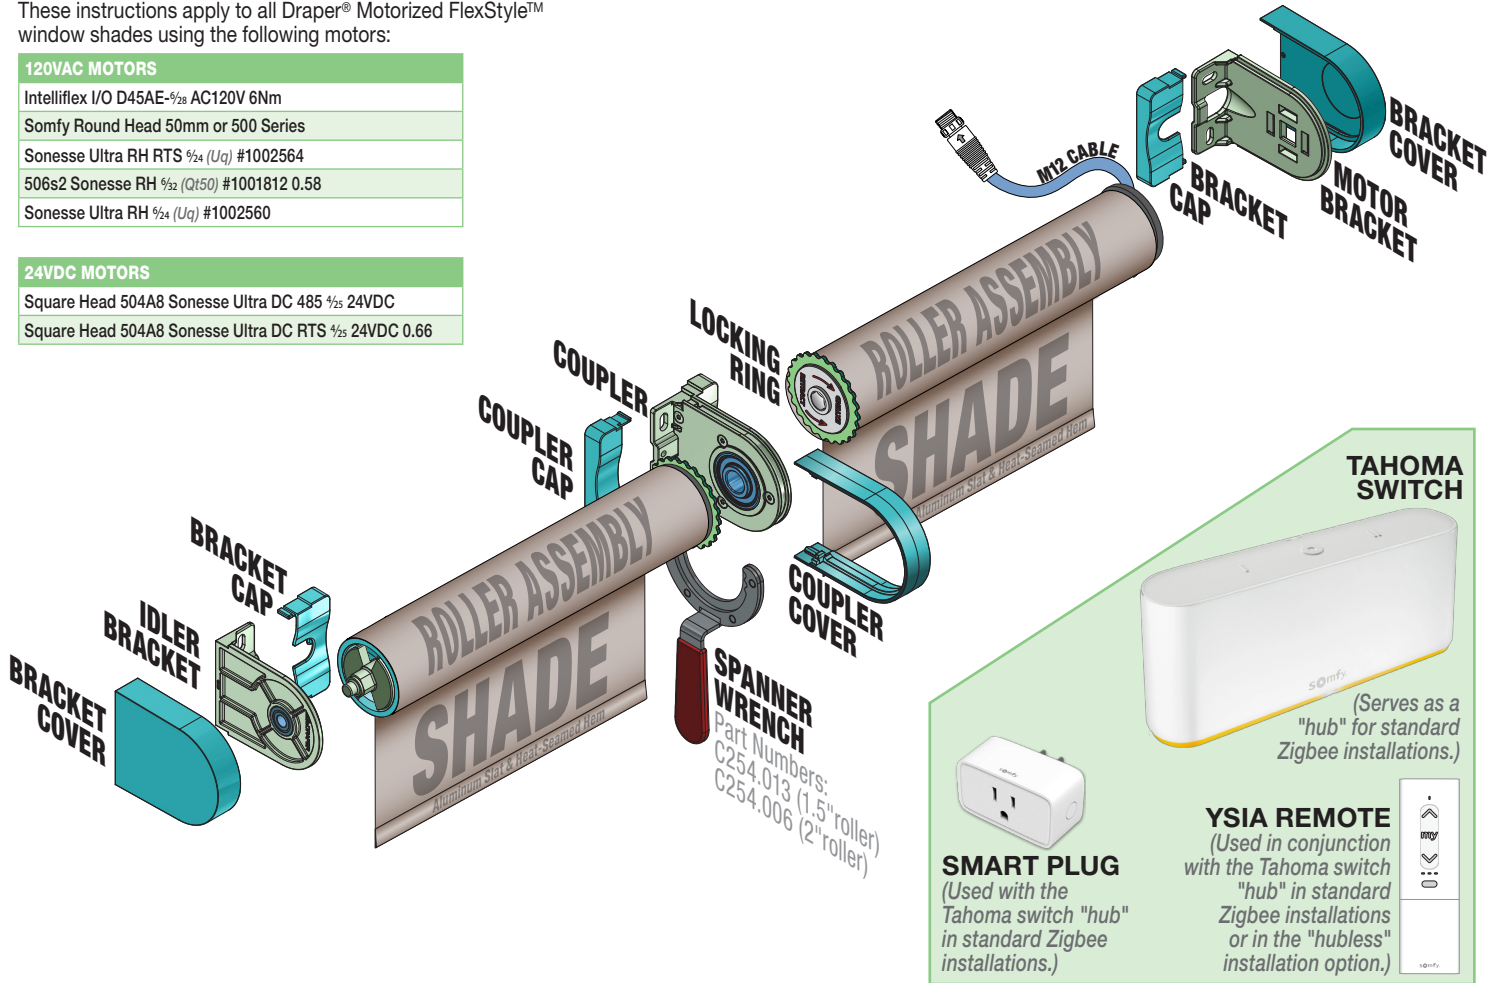 These instructions apply to all Draper® Motorized FlexStyle™
window shades using the following motors:
120VAC MOTORS
Intelliflex I/O D45AE-6/28 AC120V 6Nm
Somfy Round Head 50mm or 500 Series
Sonesse Ultra RH RTS 6/24 (Uq) #1002564
506s2 Sonesse RH 6/32 (Qt50) #1001812 0.58
Sonesse Ultra RH 6/24 (Uq) #1002560
24VDC MOTORS
Square Head 504A8 Sonesse Ultra DC 485 4/25 24VDC
Square Head 504A8 Sonesse Ultra DC RTS 4/25 24VDC 0.66
BRACKET
COVER
MOTOR
BRACKET
BRACKET
CAP
M12 CABLE
ROLLER ASSEMBLY
SHADE
Aluminum Slat & Heat-Seamed Hem
LOCKING
RING
COUPLER
COUPLER
CAP
COUPLER
COVER
ROLLER ASSEMBLY
SHADE
Aluminum Slat & Heat-Seamed Hem
BRACKET
CAP
IDLER
BRACKET
BRACKET
COVER
SPANNER
WRENCH
Part Numbers:
C254.013 (1.5"roller)
C254.006 (2"roller)
TAHOMA
SWITCH
somfy
(Serves as a
"hub" for standard
Zigbee installations.)
somfy
SMART PLUG
(Used with the
Tahoma switch "hub"
in standard Zigbee
installations.)
YSIA REMOTE
(Used in conjunction
with the Tahoma switch
"hub" in standard
Zigbee installations
or in the "hubless"
installation option.)
my
somfy